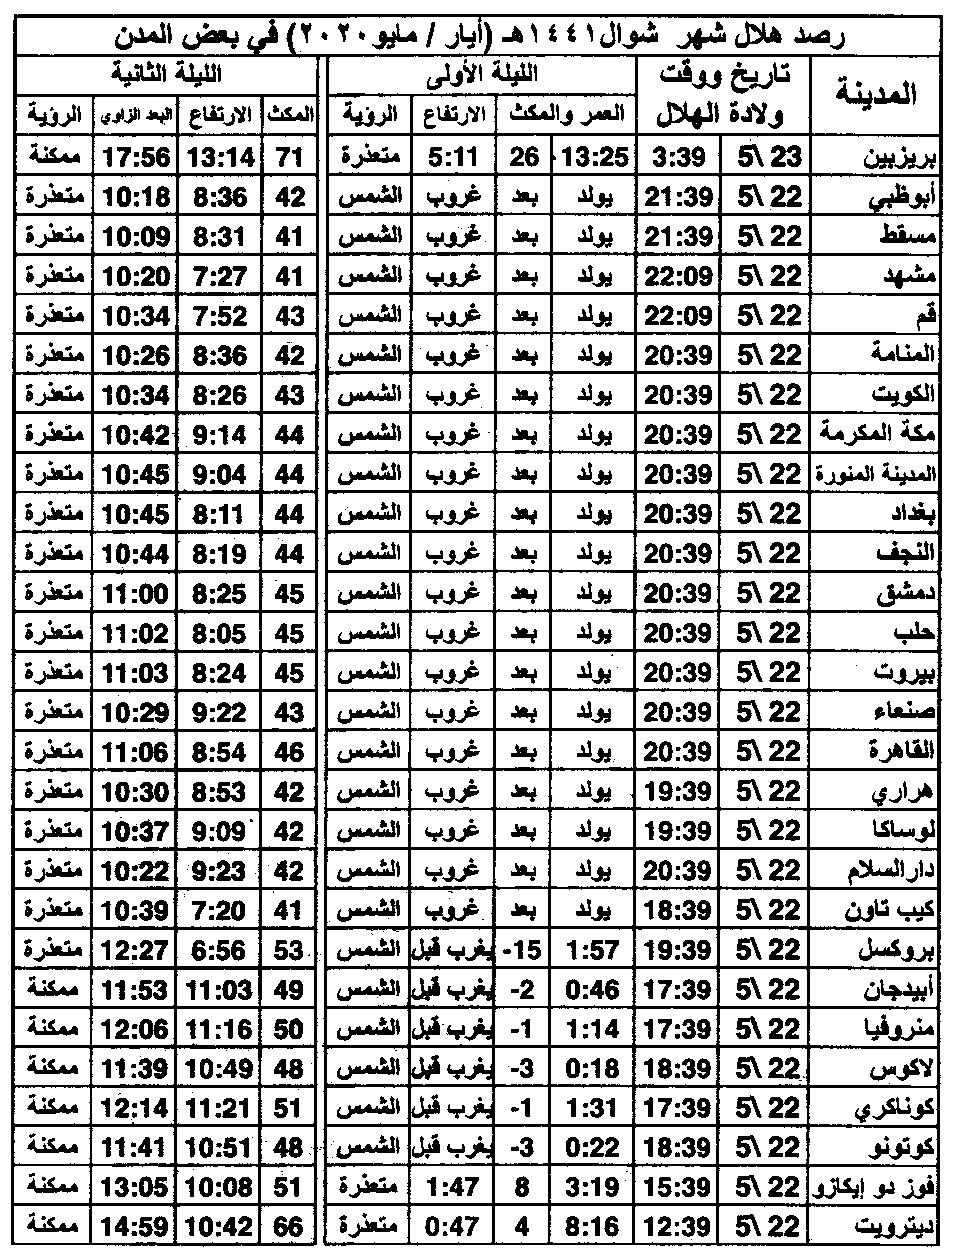 رصد هلال شهر شوال ١٤٤١هـ (أيار / مايو ٢٠٢٠) في بعض المدن
المدينة تاريخ ووقت ولادة الهلال الليلة الأولى الليلة الثانية
العمر والمكث الارتفاع الرؤية المكث الارتفاع البعد الزاوي الرؤية
بريزبين 5\ 23 3:39 13:25 26 5:11 متعذرة 71 13:14 17:56 ممكنة
أبوظبي 5\ 22 21:39 يولد بعد غروب الشمس 42 8:36 10:18 متعذرة
مسقط 5\ 22 21:39 يولد بعد غروب الشمس 41 8:31 10:09 متعذرة
مشهد 5\ 22 22:09 يولد بعد غروب الشمس 41 7:27 10:20 متعذرة
قم 5\ 22 22:09 يولد بعد غروب الشمس 43 7:52 10:34 متعذرة
المنامة 5\ 22 20:39 يولد بعد غروب الشمس 42 8:36 10:26 متعذرة
الكويت 5\ 22 20:39 يولد بعد غروب الشمس 43 8:26 10:34 متعذرة
مكة المكرمة 5\ 22 20:39 يولد بعد غروب الشمس 44 9:14 10:42 متعذرة
المدينة المنورة 5\ 22 20:39 يولد بعد غروب الشمس 44 9:04 10:45 متعذرة
بغداد 5\ 22 20:39 يولد بعد غروب الشمس 44 8:11 10:45 متعذرة
النجف 5\ 22 20:39 يولد بعد غروب الشمس 44 8:19 10:44 متعذرة
دمشق 5\ 22 20:39 يولد بعد غروب الشمس 45 8:25 11:00 متعذرة
حلب 5\ 22 20:39 يولد بعد غروب الشمس 45 8:05 11:02 متعذرة
بيروت 5\ 22 20:39 يولد بعد غروب الشمس 45 8:24 11:03 متعذرة
صنعاء 5\ 22 20:39 يولد بعد غروب الشمس 43 9:22 10:29 متعذرة
القاهرة 5\ 22 20:39 يولد بعد غروب الشمس 46 8:54 11:06 متعذرة
هراري 5\ 22 19:39 يولد بعد غروب الشمس 42 8:53 10:30 متعذرة
لوساكا 5\ 22 19:39 يولد بعد غروب الشمس 42 9:09 10:37 متعذرة
دار السلام 5\ 22 20:39 يولد بعد غروب الشمس 42 9:23 10:22 متعذرة
كيب تاون 5\ 22 18:39 يولد بعد غروب الشمس 41 7:20 10:39 متعذرة
بروكسل 5\ 22 19:39 1:57 -15 يغرب قبل الشمس 53 6:56 12:27 متعذرة
أبيدجان 5\ 22 17:39 0:46 -2 يغرب قبل الشمس 49 11:03 11:53 ممكنة
منروفيا 5\ 22 17:39 1:14 -1 يغرب قبل الشمس 50 11:16 12:06 ممكنة
لاكوس 5\ 22 18:39 0:18 -3 يغرب قبل الشمس 48 10:49 11:39 ممكنة
كوناكري 5\ 22 17:39 1:31 -1 يغرب قبل الشمس 51 11:21 12:14 ممكنة
كوتونو 5\ 22 18:39 0:22 -3 يغرب قبل الشمس 48 10:51 11:41 ممكنة
فوز دو إيكازو 5\ 22 15:39 3:19 8 1:47 متعذرة 51 10:08 13:05 ممكنة
ديترويت 5\ 22 12:39 8:16 4 0:47 متعذرة 66 10:42 14:59 ممكنة